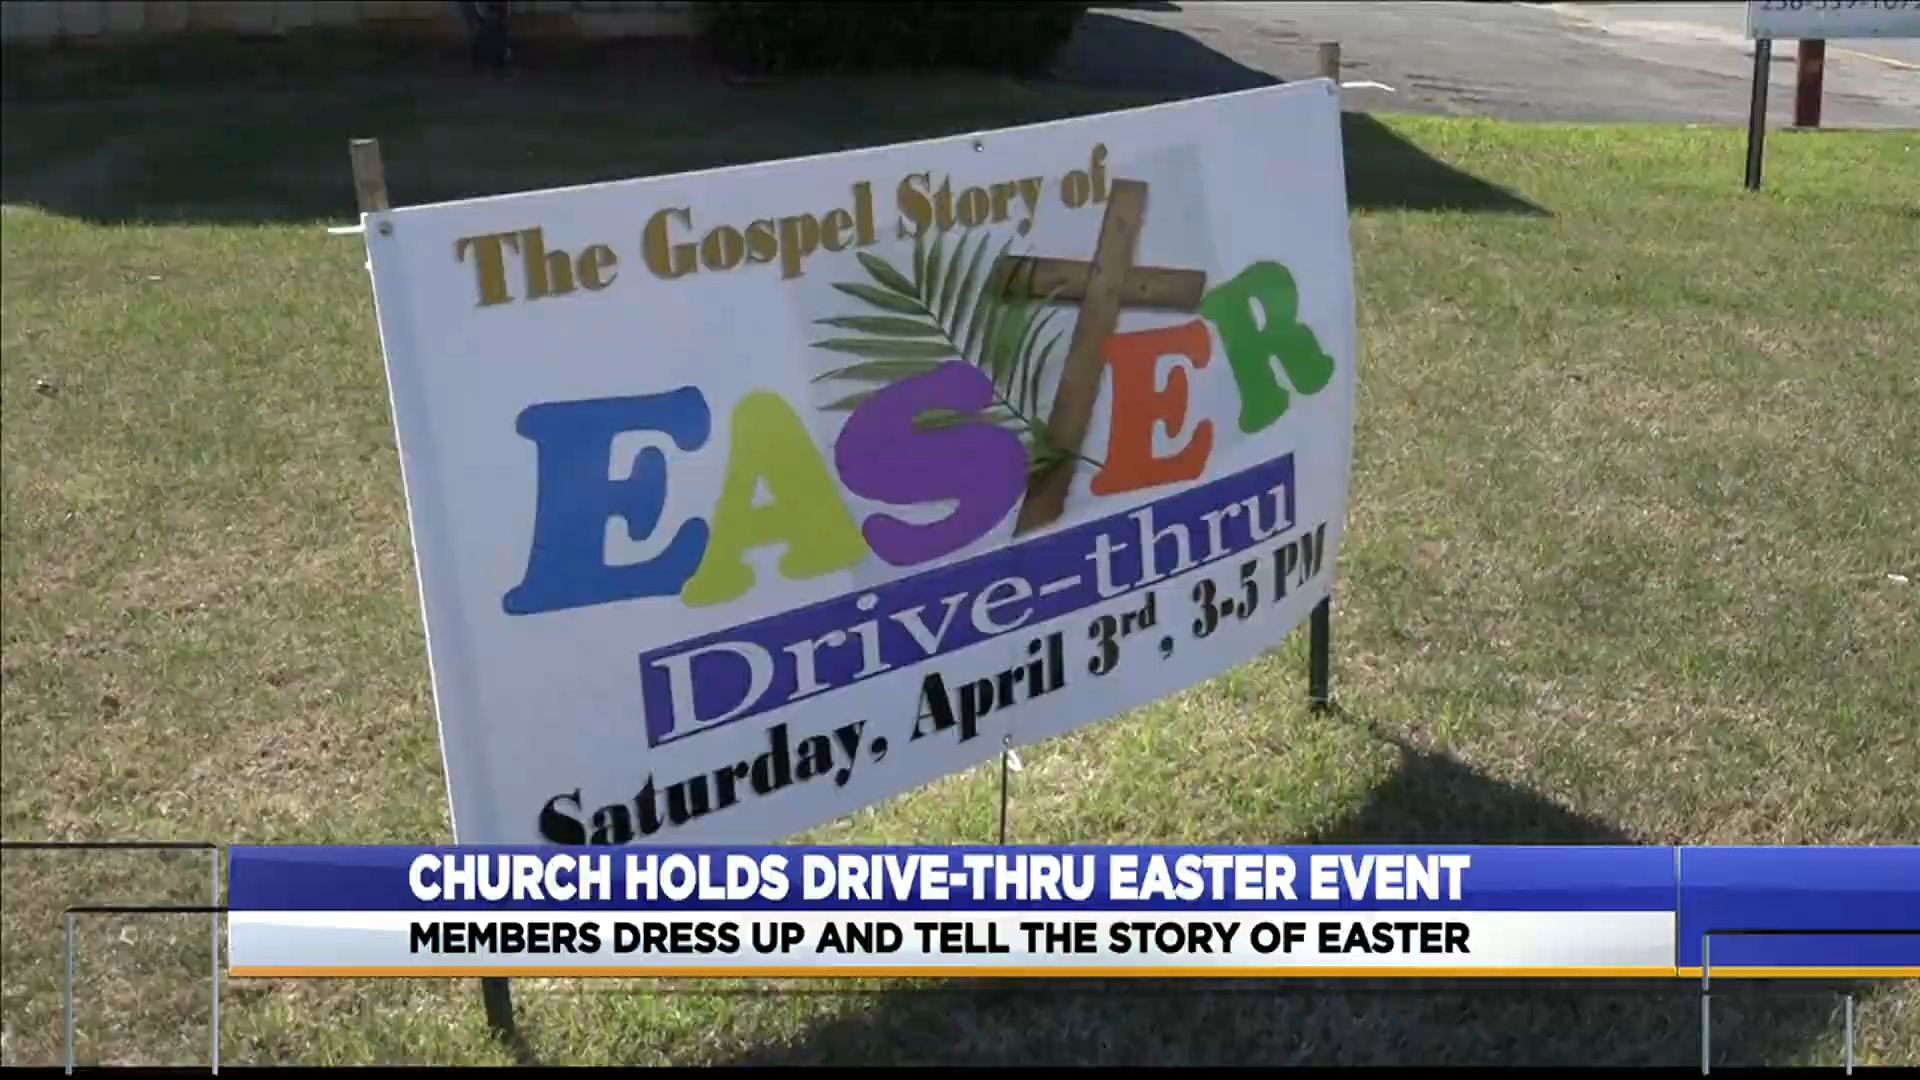 The Gospel Story of
EASTER
Drive-thru
Saturday, April 3rd, 3-5 PM
CHURCH HOLDS DRIVE-THRU EASTER EVENT
MEMBERS DRESS UP AND TELL THE STORY OF EASTER